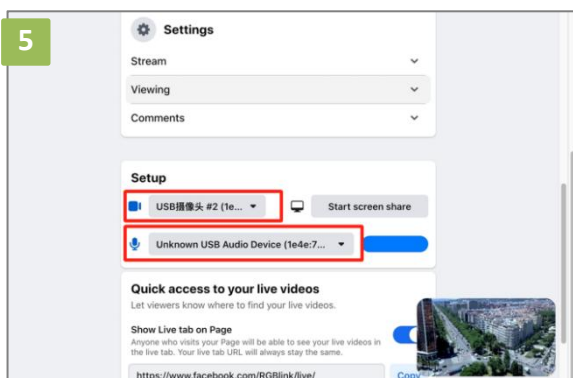 5
Settings
Stream
Viewing
Comments
Setup
USB摄像头 #2 (1e...
Start screen share
Unknown USB Audio Device (1e4e:7...
Quick access to your live videos
Let viewers know where to find your live videos.
Show Live tab on Page
Anyone who visits your Page will be able to see your live videos in
the live tab. Your live tab URL will always stay the same.
https://www.facebook.com/RGBlink/live/
Copy